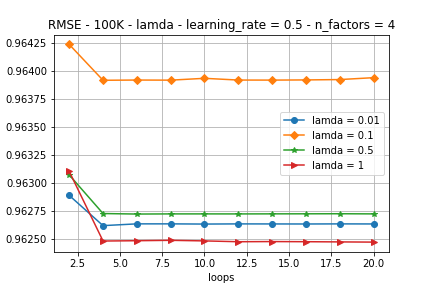 RMSE - 100K - lamda - learning_rate = 0.5 - n_factors = 4
0.96425
0.96400
0.96375
0.96350
0.96325
0.96300
0.96275
0.96250
lamda = 0.01
lamda = 0.1
lamda = 0.5
lamda = 1
2.5 5.0 7.5 10.0 12.5 15.0 17.5 20.0
loops